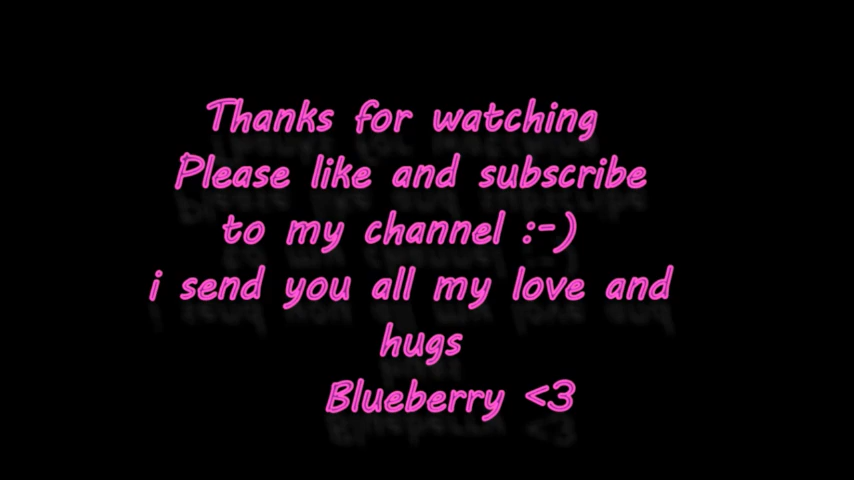 Thanks for watching
Please like and subscribe
to my channel :-)
i send you all my love and
hugs
Blueberry <3